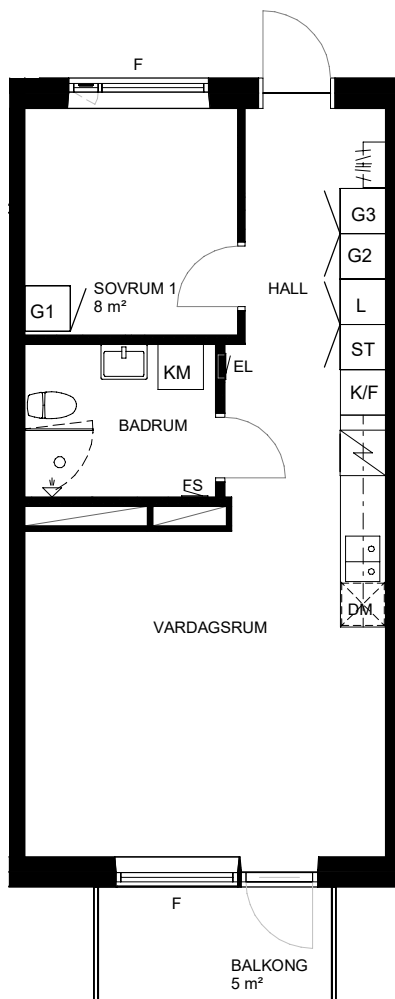 F
G3
G2
SOVRUM 1
8 m²
HALL
G1
L
ST
EL
KM
K/F
BADRUM
FS
DM
VARDAGSRUM
F
BALKONG
5 m²